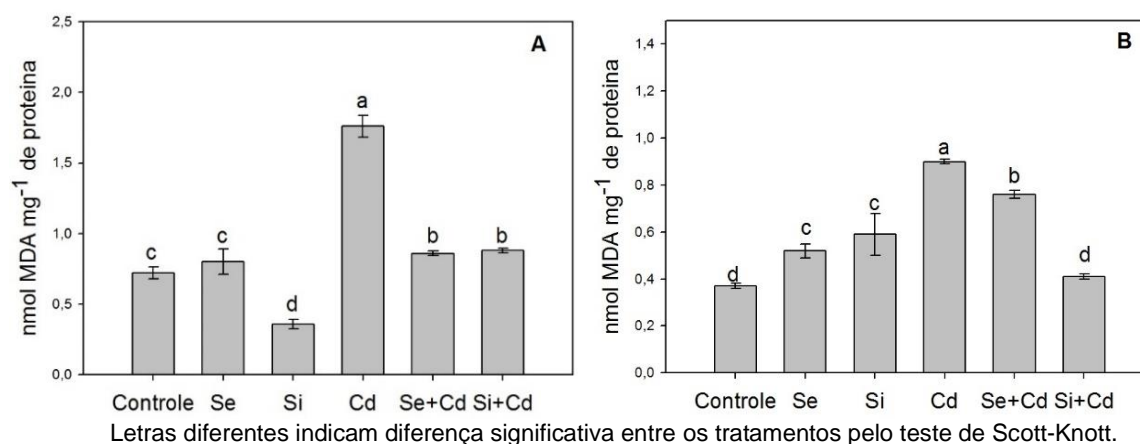 A
nmol MDA mg-1 de proteina
2,5
2,0
1,5
1,0
0,5
0,0
c
c
d
a
b
b
Controle Se Si Cd Se+Cd Si+Cd
B
nmol MDA mg-1 de proteina
1,4
1,2
1,0
0,8
0,6
0,4
0,2
0,0
d
c
c
a
b
d
Controle Se Si Cd Se+Cd Si+Cd
Letras diferentes indicam diferença significativa entre os tratamentos pelo teste de Scott-Knott.